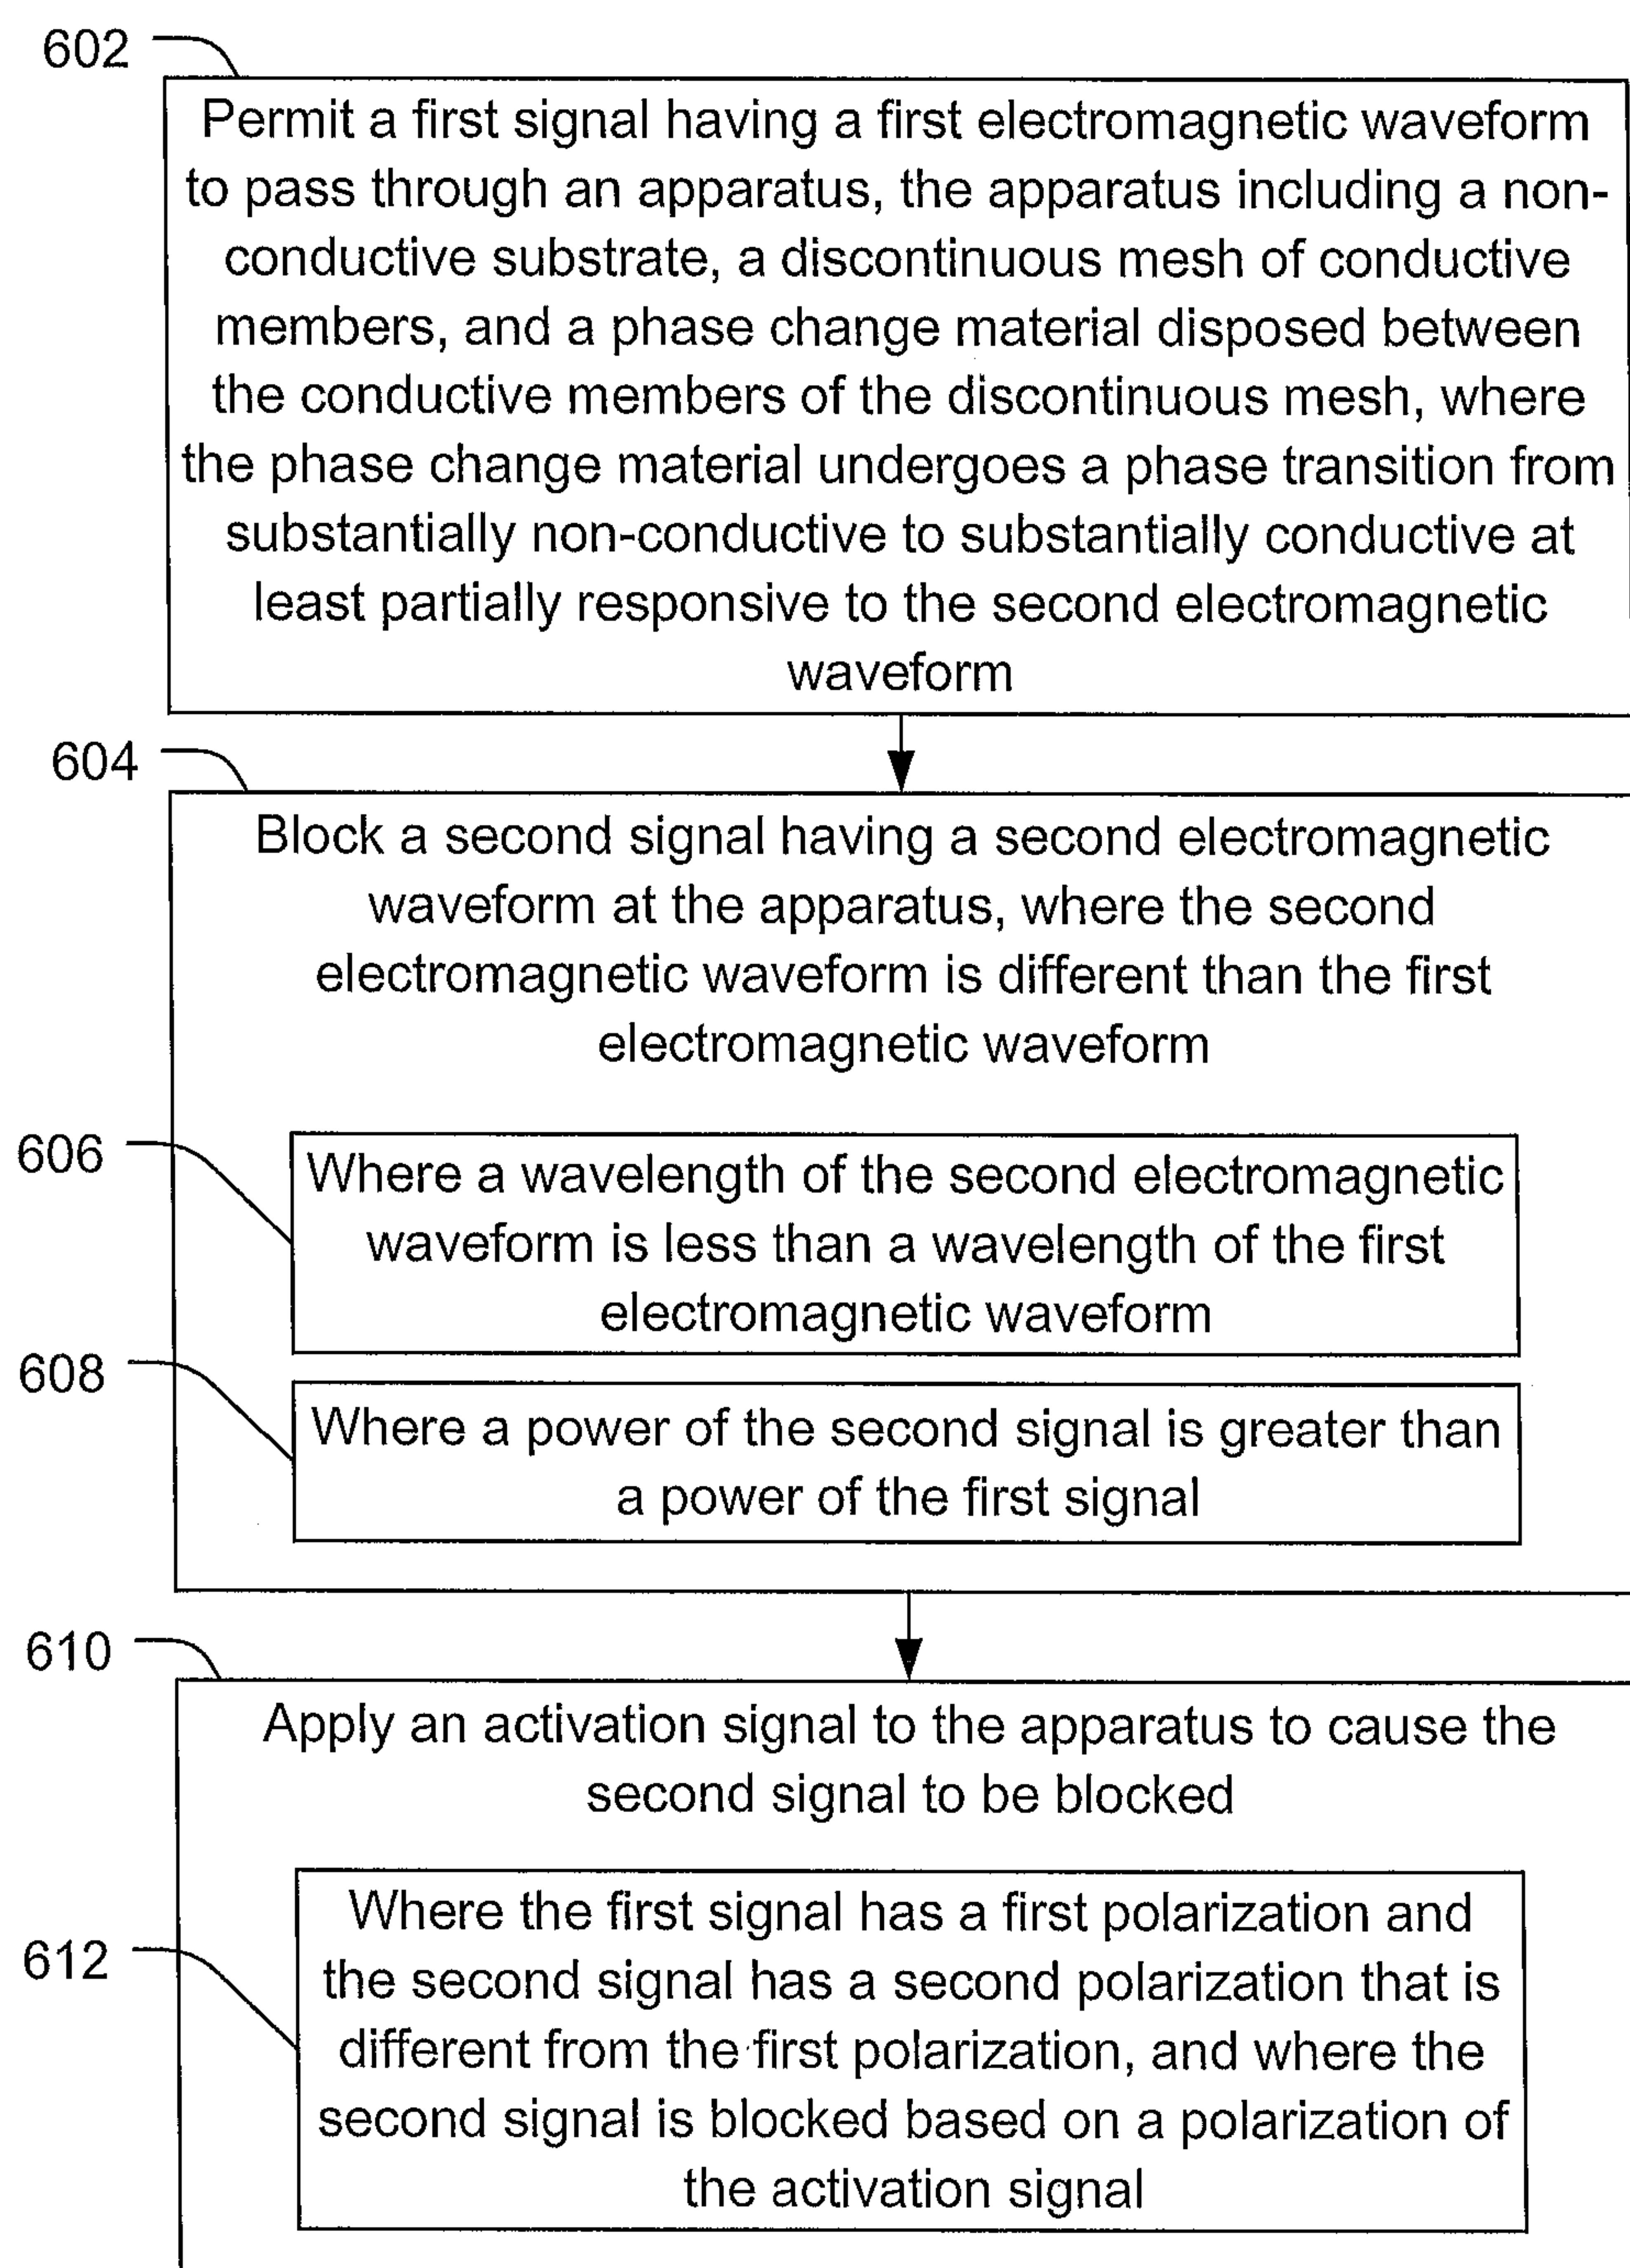 602
Permit a first signal having a first electromagnetic waveform
to pass through an apparatus, the apparatus including a non-
conductive substrate, a discontinuous mesh of conductive
members, and a phase change material disposed between
the conductive members of the discontinuous mesh, where
the phase change material undergoes a phase transition from
substantially non-conductive to substantially conductive at
least partially responsive to the second electromagnetic
waveform
604
Block a second signal having a second electromagnetic
waveform at the apparatus, where the second
electromagnetic waveform is different than the first
electromagnetic waveform
606
Where a wavelength of the second electromagnetic
waveform is less than a wavelength of the first
electromagnetic waveform
608
Where a power of the second signal is greater than
a power of the first signal
610
Apply an activation signal to the apparatus to cause the
second signal to be blocked
612
Where the first signal has a first polarization and
the second signal has a second polarization that is
different from the first polarization, and where the
second signal is blocked based on a polarization of
the activation signal